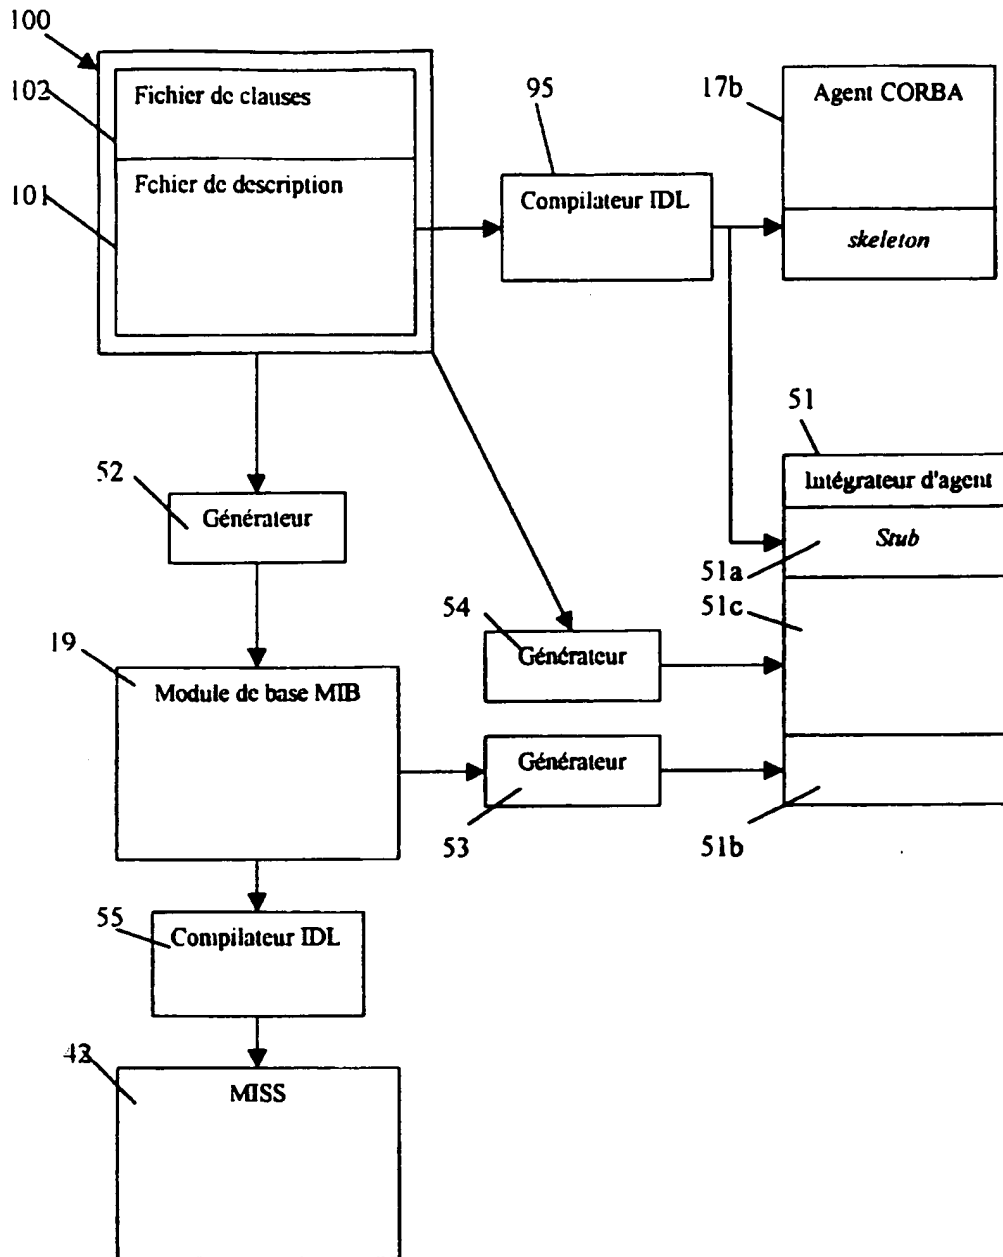 100
102
Fichier de clauses
95
17b
Agent CORBA
101
Fchier de description
Compilateur IDL
skeleton
51
Intégrateur d'agent
52
Générateur
Stub
51a
51c
54
19
Générateur
Module de base MIB
Générateur
53
51b
55
Compilateur IDL
42
MISS